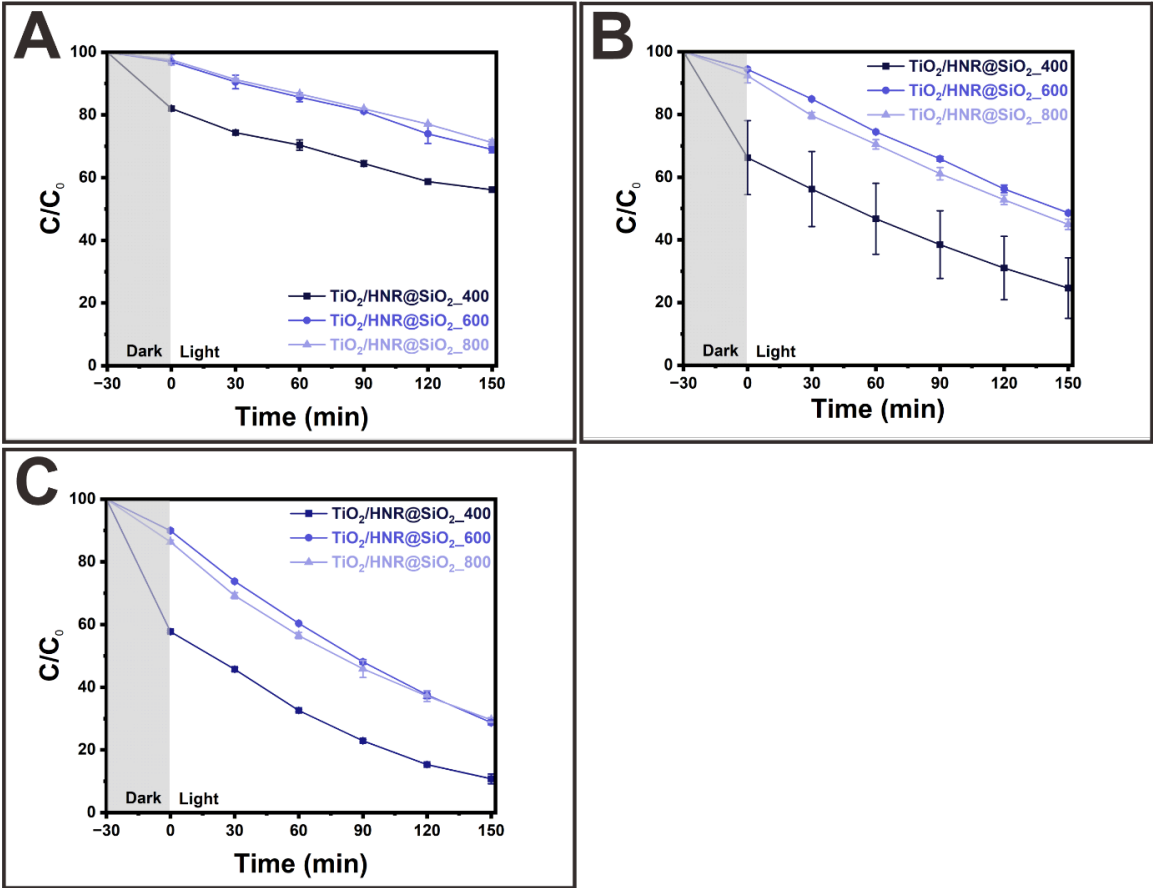 A
C/C₀
100
80
60
40
20
0
TiO₂/HNR@SiO₂_400
TiO₂/HNR@SiO₂_600
TiO₂/HNR@SiO₂_800
Dark Light
−30 0 30 60 90 120 150
Time (min)
B
C/C₀
100
80
60
40
20
0
TiO₂/HNR@SiO₂_400
TiO₂/HNR@SiO₂_600
TiO₂/HNR@SiO₂_800
Dark Light
−30 0 30 60 90 120 150
Time (min)
C
C/C₀
100
80
60
40
20
0
TiO₂/HNR@SiO₂_400
TiO₂/HNR@SiO₂_600
TiO₂/HNR@SiO₂_800
Dark Light
−30 0 30 60 90 120 150
Time (min)